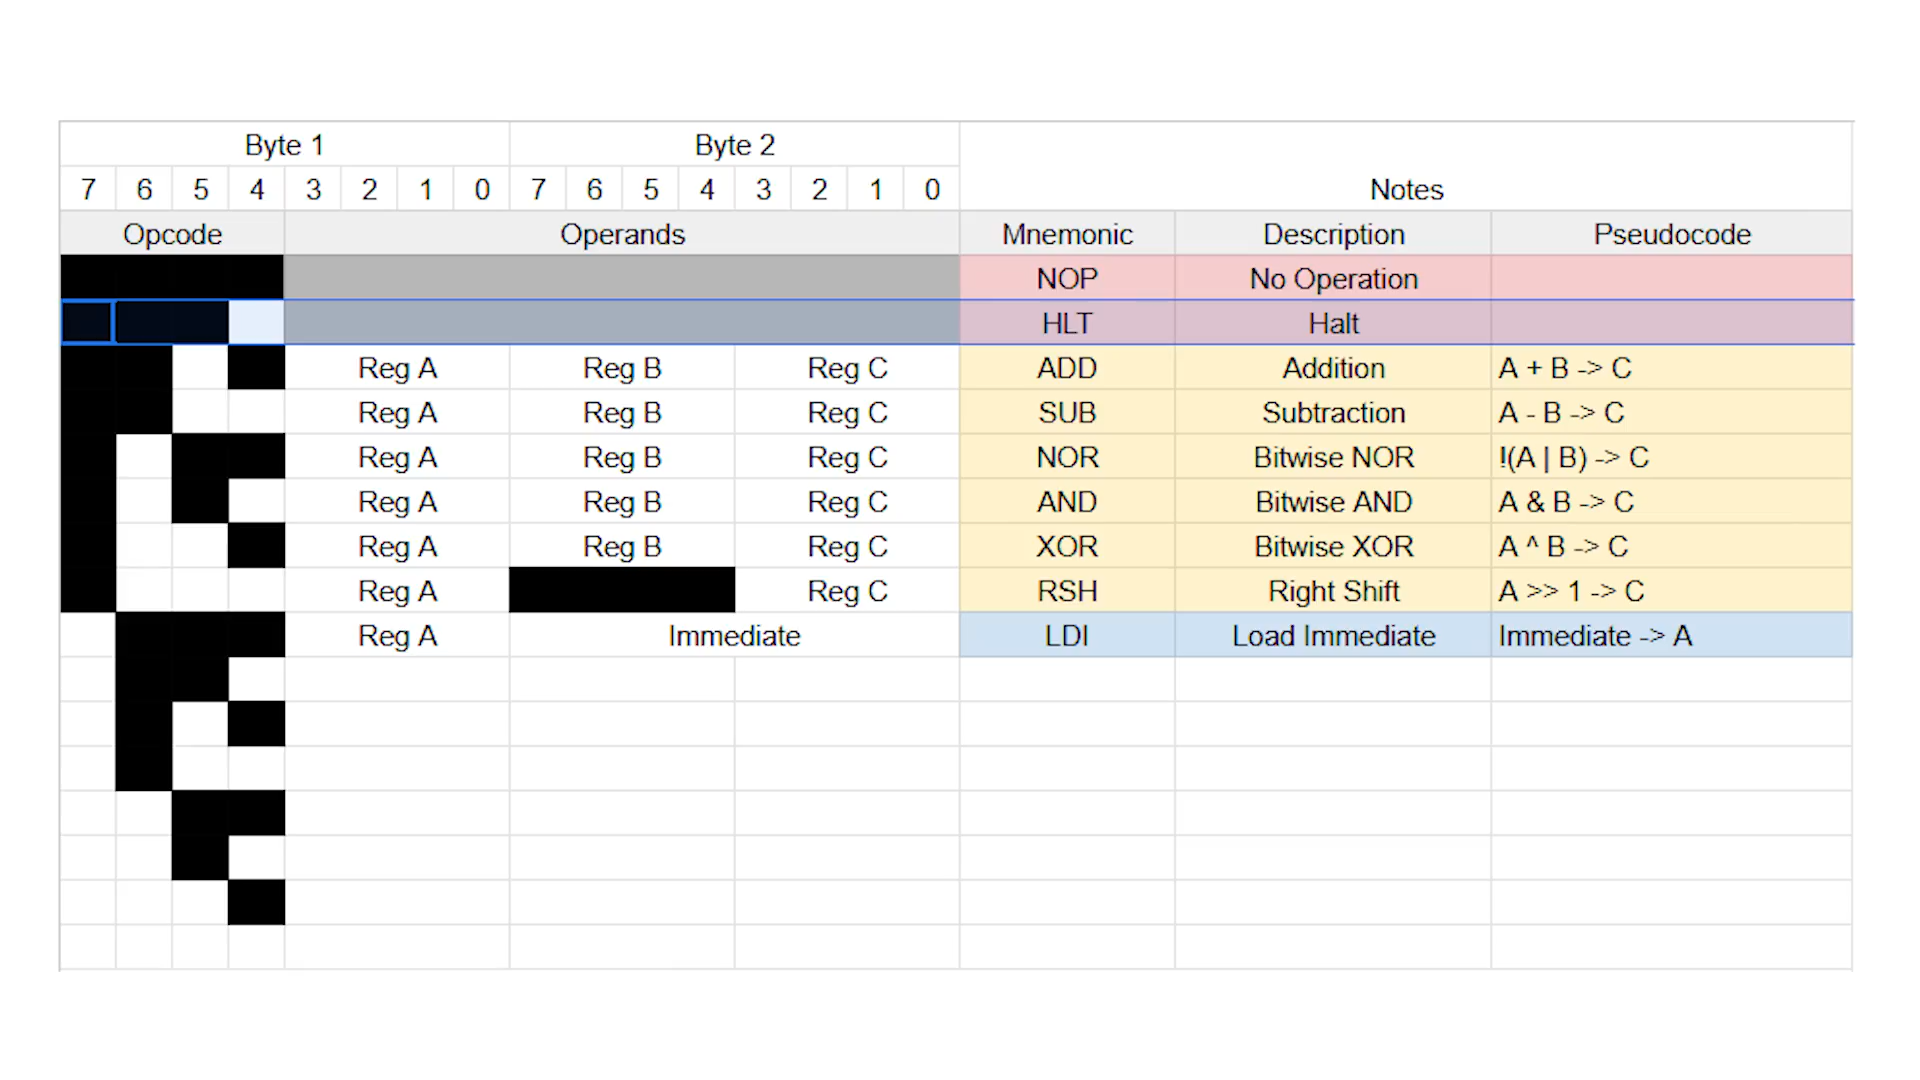 Byte 1 Byte 2
7 6 5 4 3 2 1 0 7 6 5 4 3 2 1 0 Notes
Opcode Operands Mnemonic Description Pseudocode
NOP No Operation
HLT Halt
Reg A Reg B Reg C ADD Addition A + B -> C
Reg A Reg B Reg C SUB Subtraction A - B -> C
Reg A Reg B Reg C NOR Bitwise NOR !(A | B) -> C
Reg A Reg B Reg C AND Bitwise AND A & B -> C
Reg A Reg B Reg C XOR Bitwise XOR A ^ B -> C
Reg A Reg C RSH Right Shift A >> 1 -> C
Reg A Immediate LDI Load Immediate Immediate -> A